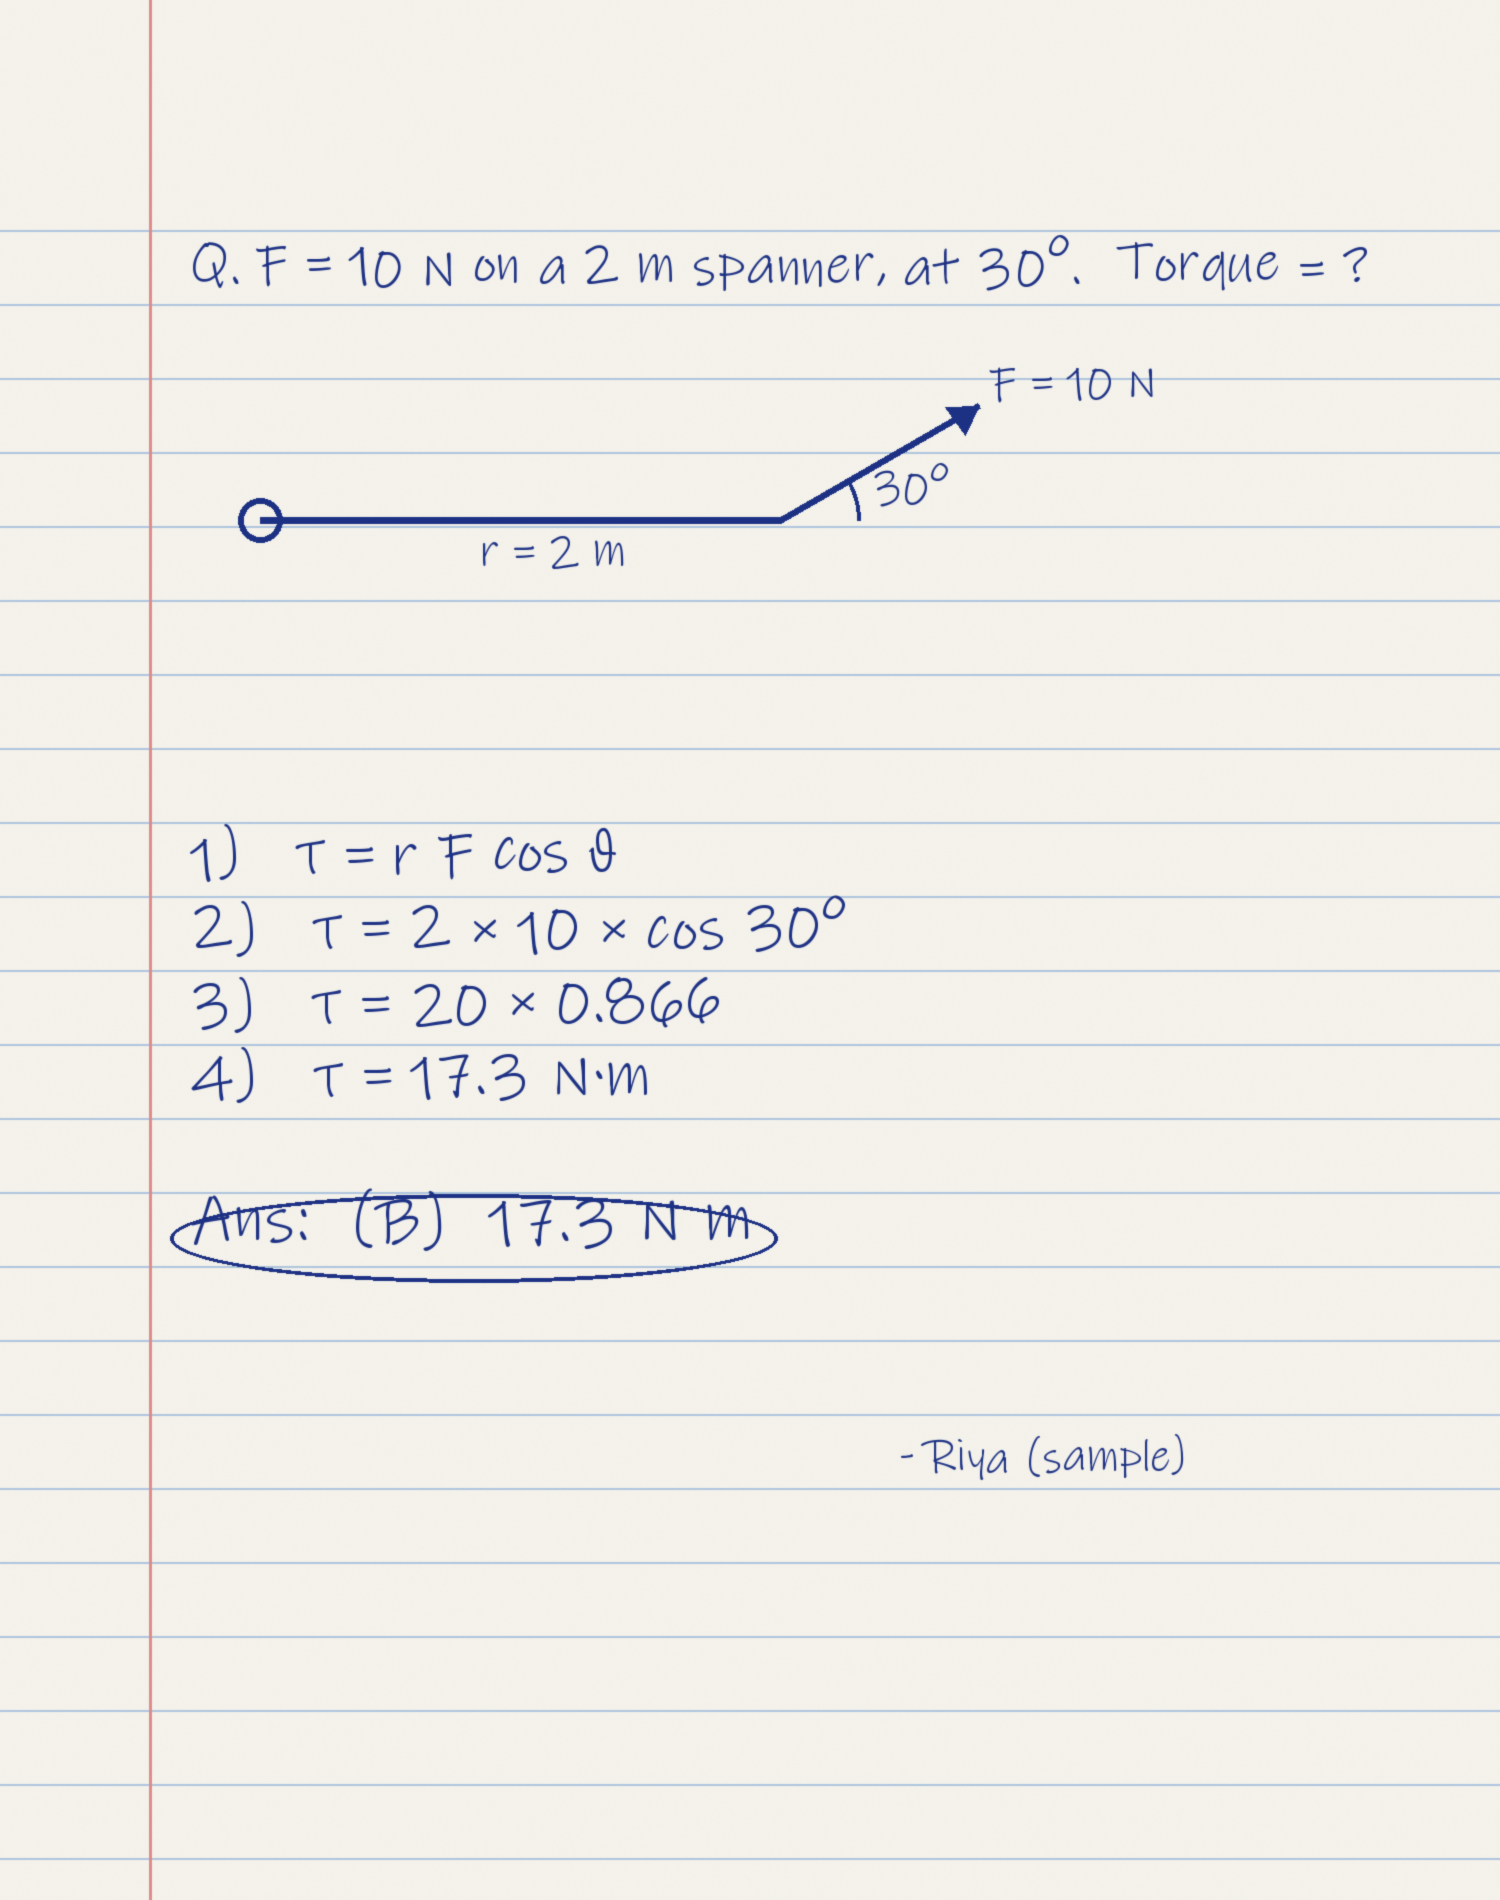 Q. F = 10 N on a 2 m spanner, at 30°. Torque = ?
F = 10 N
30°
r = 2 m
1) τ = r F cos θ
2) τ = 2 × 10 × cos 30°
3) τ = 20 × 0.866
4) τ = 17.3 N·m
Ans: (B) 17.3 N m
- Riya (sample)